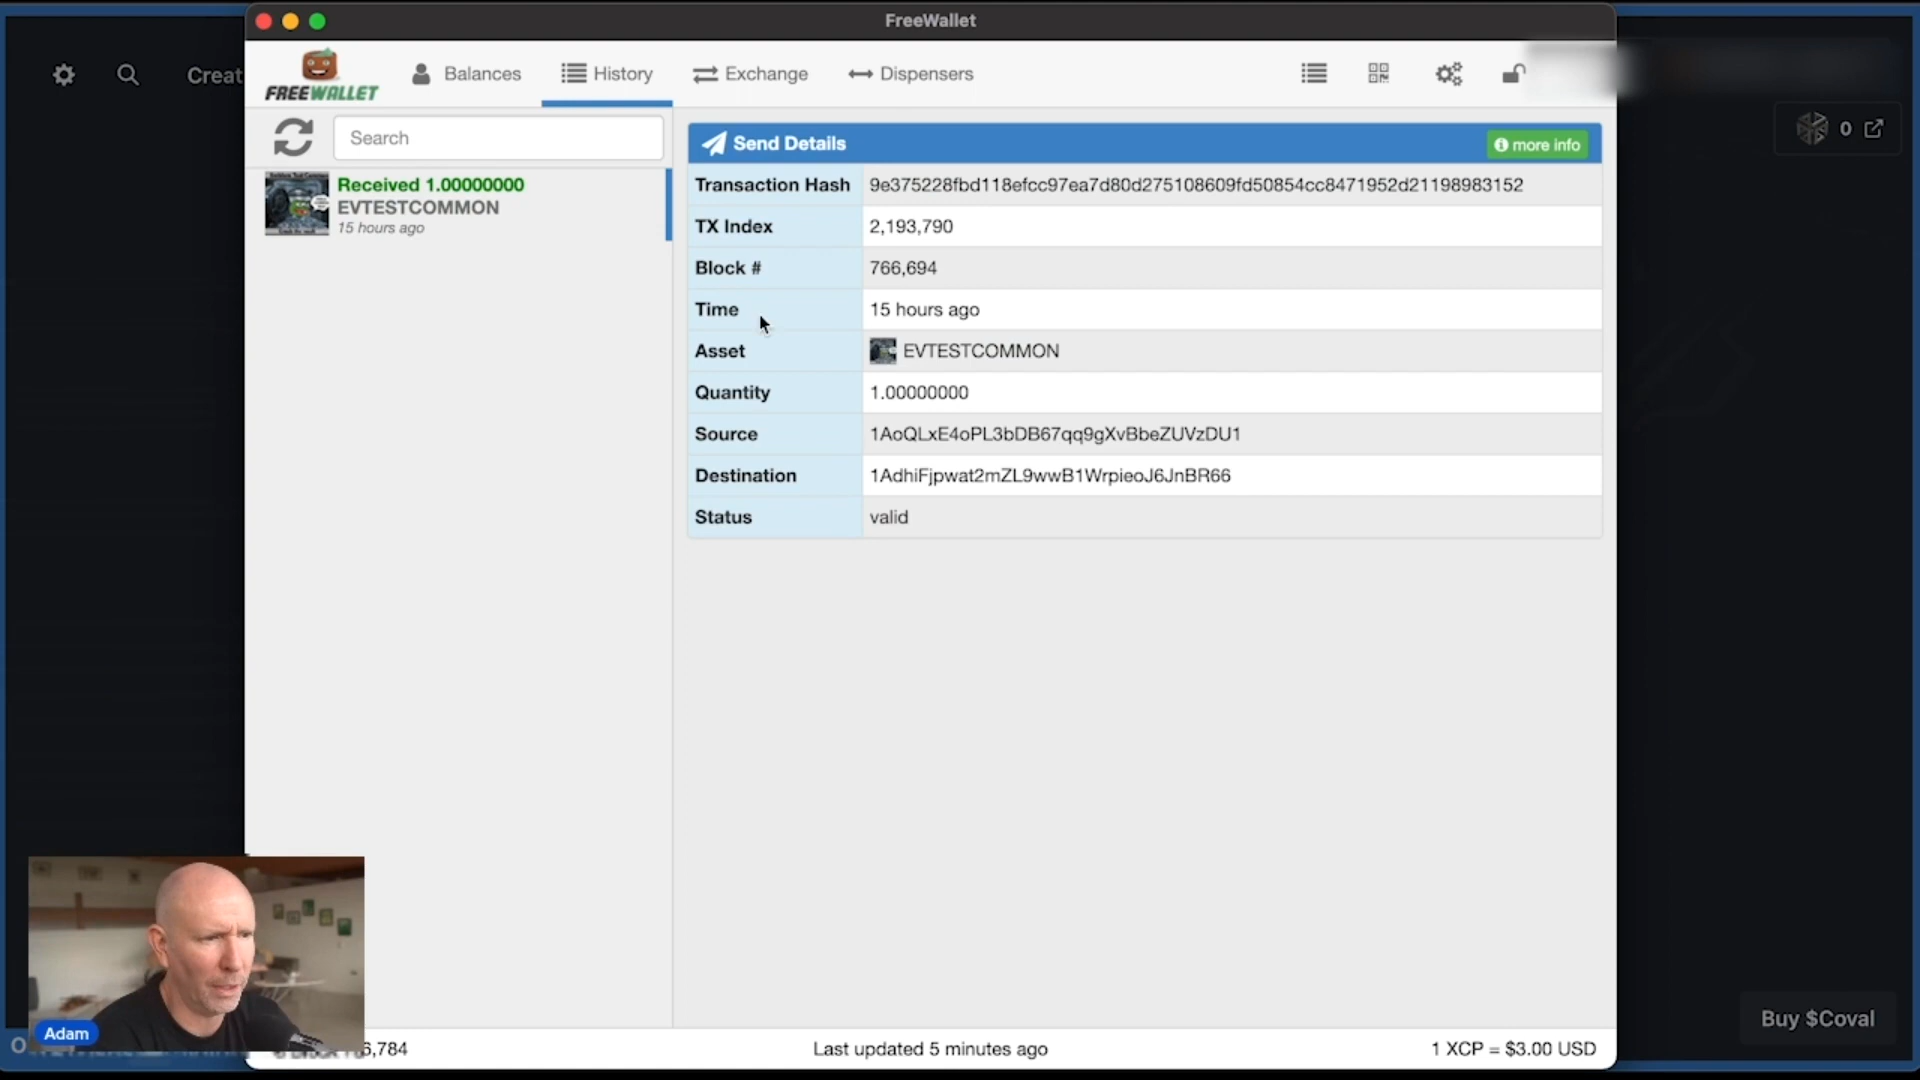 FreeWallet
Creat
FREEWALLET
Balances
History
Exchange
Dispensers
0
Search
Received 1.00000000
EVTESTCOMMON
15 hours ago
Send Details
more info
Transaction Hash 9e375228fbd118efcc97ea7d80d275108609fd50854cc8471952d21198983152
TX Index 2,193,790
Block # 766,694
Time 15 hours ago
Asset EVTESTCOMMON
Quantity 1.00000000
Source 1AoQLxE4oPL3bDB67qq9gXvBbeZUVzDU1
Destination 1AdhiFjpwat2mZL9wwB1WrpieoJ6JnBR66
Status valid
Buy $Coval
Adam
6,784
Last updated 5 minutes ago
1 XCP = $3.00 USD